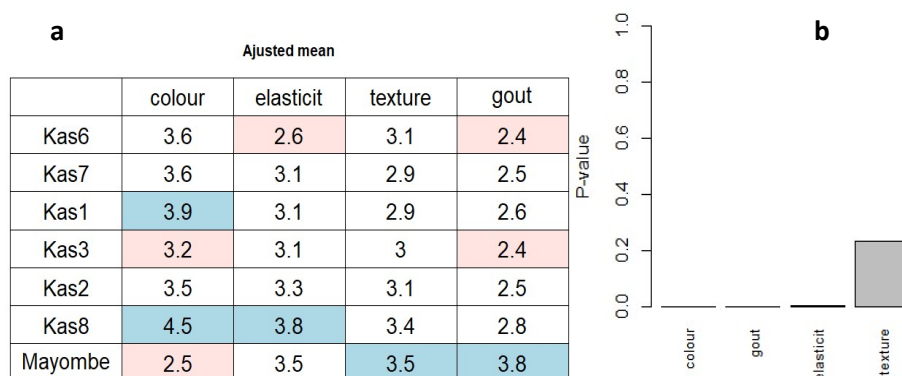 a
Ajusted mean
colour elasticit texture gout
Kas6 3.6 2.6 3.1 2.4
Kas7 3.6 3.1 2.9 2.5
Kas1 3.9 3.1 2.9 2.6
Kas3 3.2 3.1 3 2.4
Kas2 3.5 3.3 3.1 2.5
Kas8 4.5 3.8 3.4 2.8
Mayombe 2.5 3.5 3.5 3.8
b
P-value
1.0
0.8
0.6
0.4
0.2
0.0
colour
gout
elasticit
texture